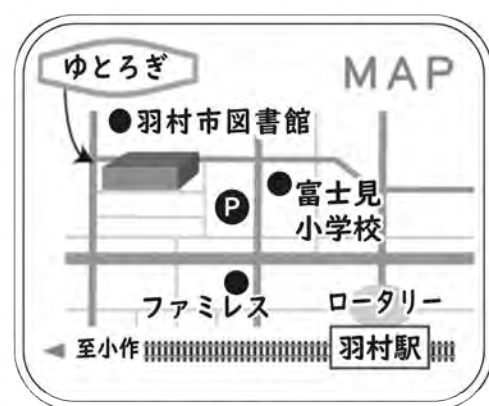 ゆとろぎ
MAP
羽村市図書館
P
富士見
小学校
ファミレス
ロータリー
至小作
羽村駅